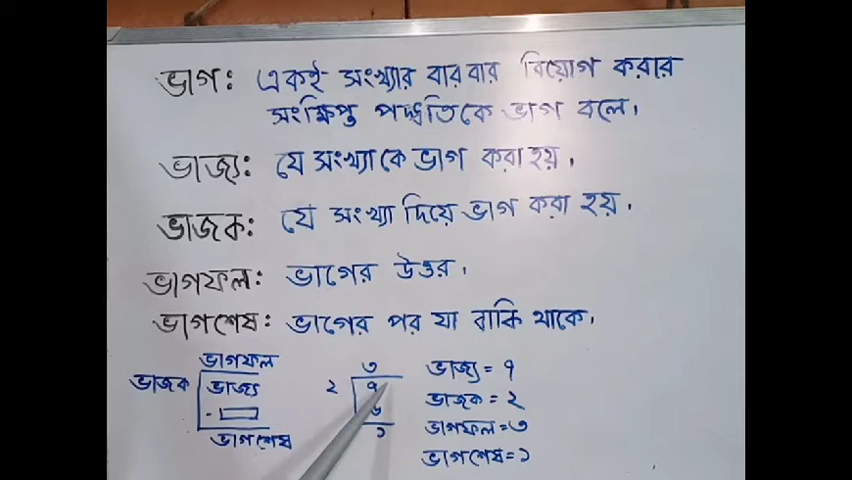 ভাগ: একই সংখ্যার বার বার বিয়োগ করার
সংক্ষিপ্ত পদ্ধতিকে ভাগ বলে।
ভাজ্য: যে সংখ্যাকে ভাগ করা হয়।
ভাজক: যে সংখ্যা দিয়ে ভাগ করা হয়।
ভাগফল: ভাগের উত্তর।
ভাগশেষ: ভাগের পর যা বাকি থাকে।
ভাগফল
ভাজক ভাজ্য
-
ভাগশেষ
৩
২ ৭
৬
১
ভাজ্য = ৭
ভাজক = ২
ভাগফল = ৩
ভাগশেষ = ১